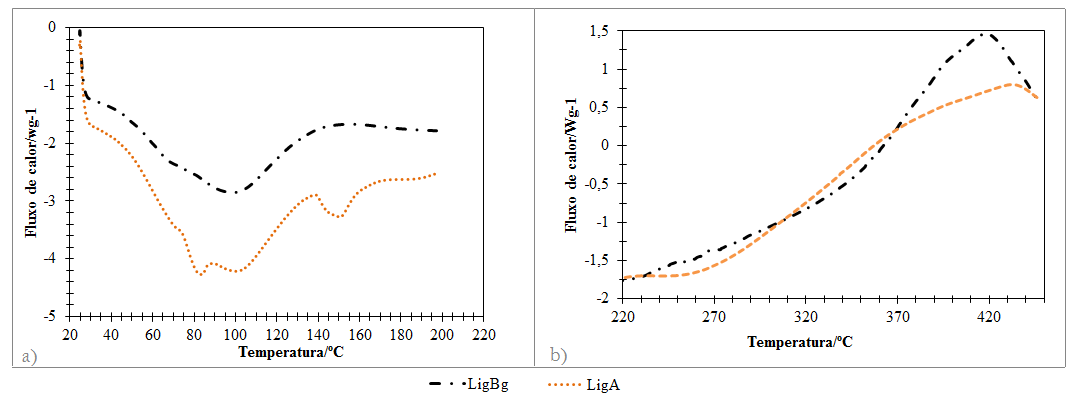 0
-1
-2
-3
-4
-5
Fluxo de calor/wg-1
20 40 60 80 100 120 140 160 180 200 220
Temperatura/ºC
a)
1,5
1
0,5
0
-0,5
-1
-1,5
-2
Fluxo de calor/Wg-1
220 270 320 370 420
Temperatura/ºC
b)
LigBg LigA